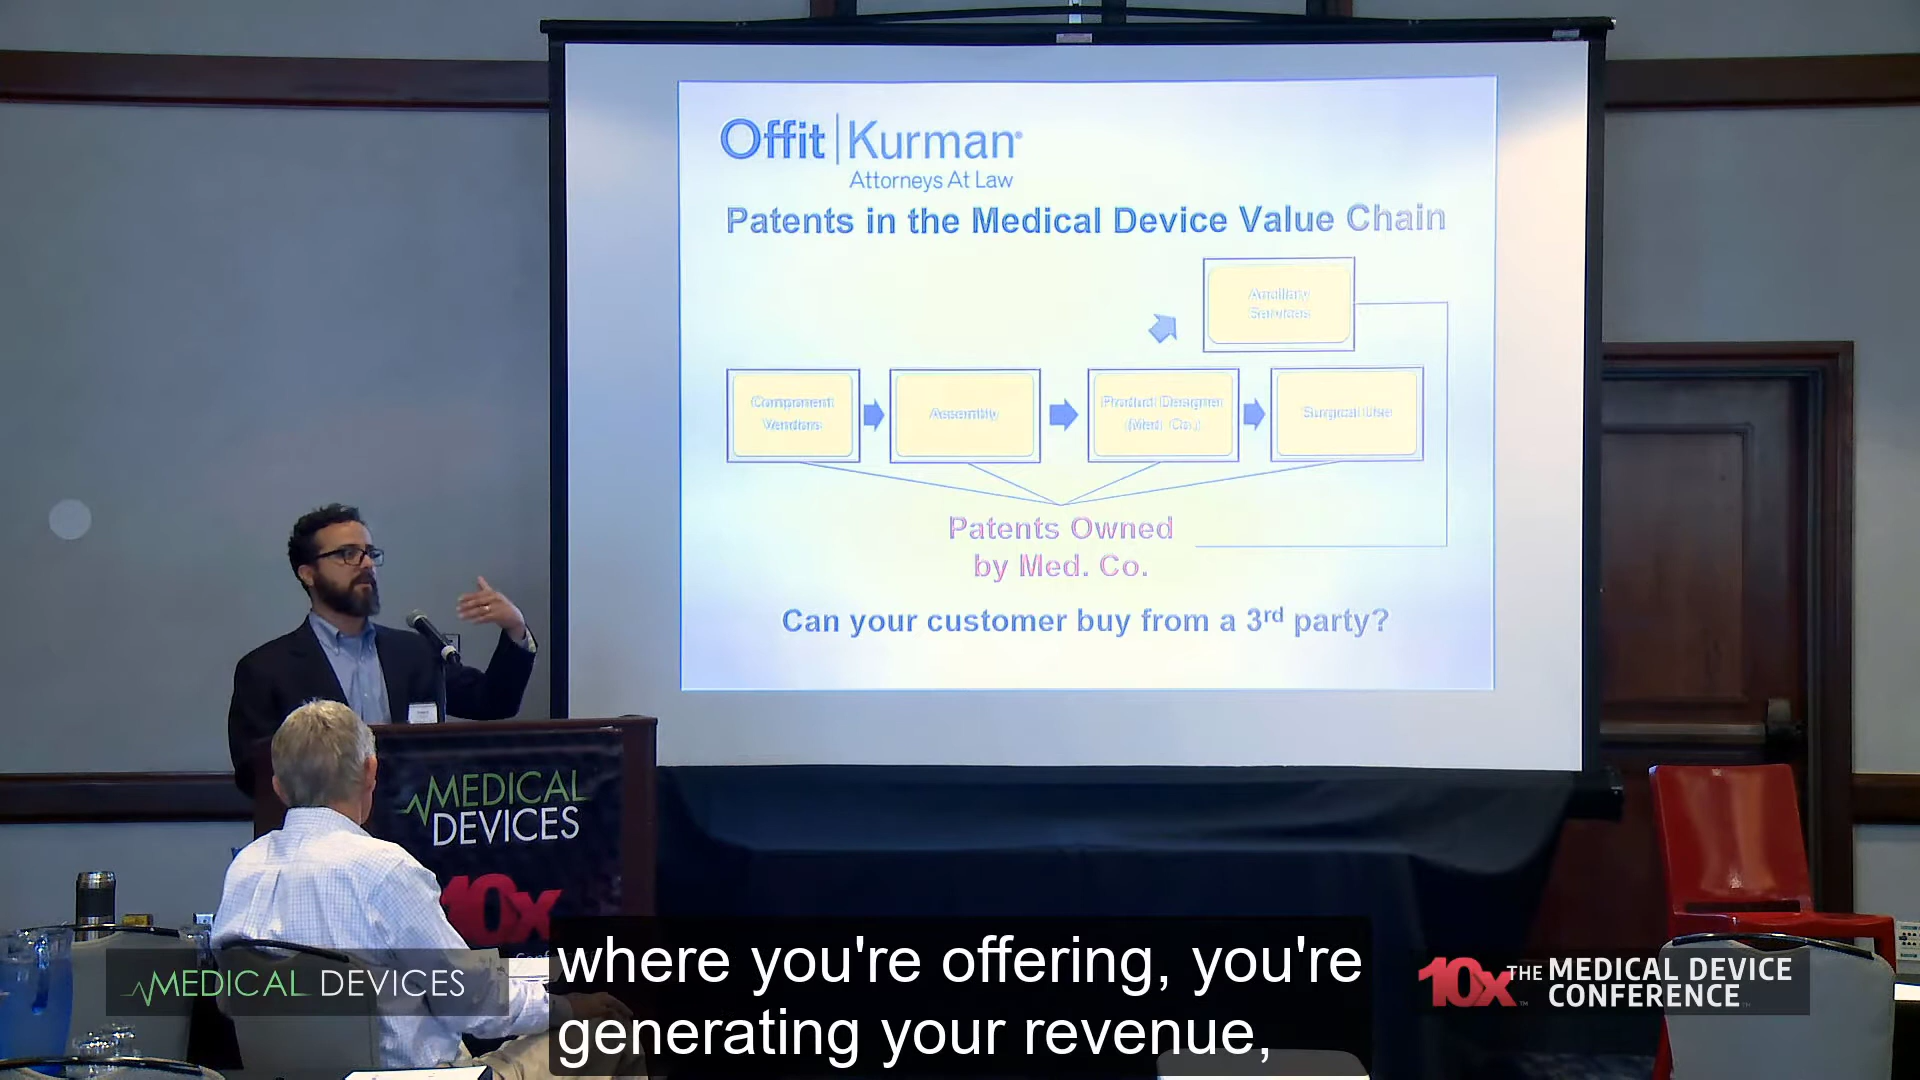 Offit | Kurman®
Attorneys At Law
Patents in the Medical Device Value Chain
Ancillary
Services
Component
Vendors
Assembly
Product Designer
(Med. Co.)
Surgical Use
Patents Owned
by Med. Co.
Can your customer buy from a 3rd party?
MEDICAL
DEVICES
10x
where you're offering, you're
generating your revenue,
MEDICAL DEVICES
10x THE MEDICAL DEVICE
CONFERENCE